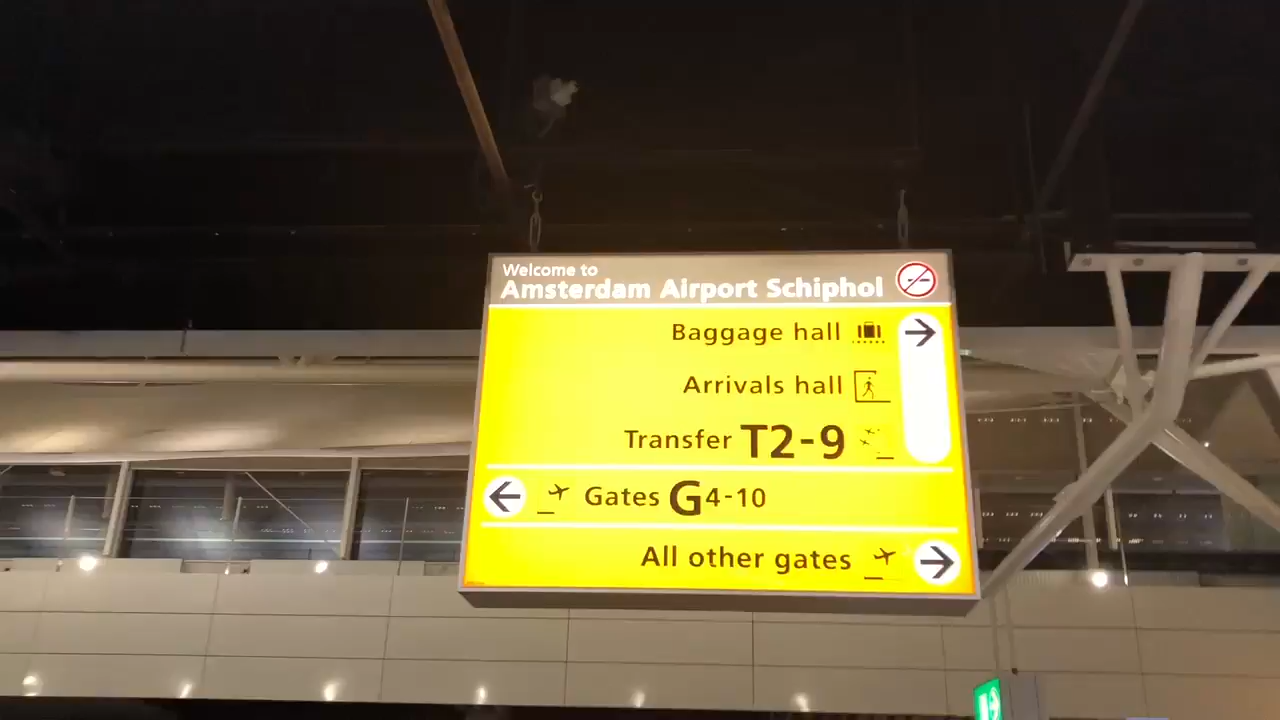 Welcome to
Amsterdam Airport Schiphol
Baggage hall
Arrivals hall
Transfer T2-9
Gates G4-10
All other gates